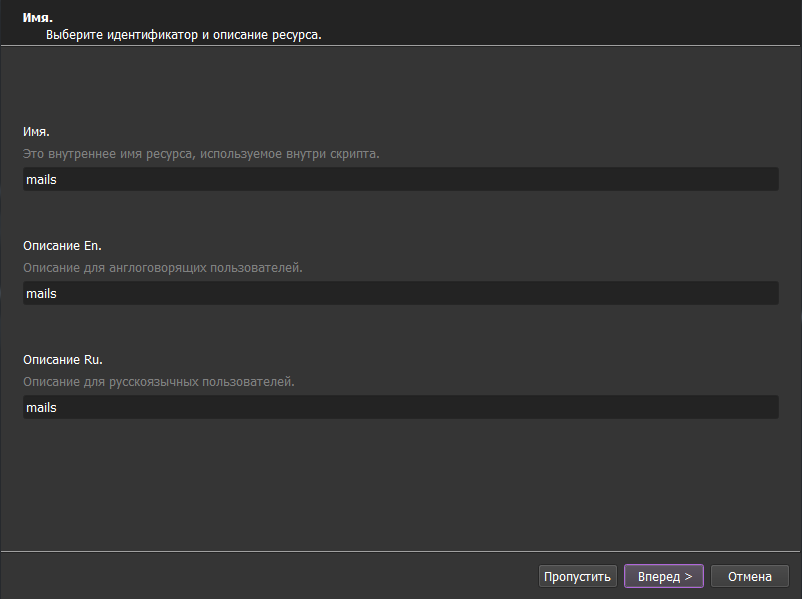 Имя.
Выберите идентификатор и описание ресурса.
Имя.
Это внутреннее имя ресурса, используемое внутри скрипта.
mails
Описание En.
Описание для англоговорящих пользователей.
mails
Описание Ru.
Описание для русскоязычных пользователей.
mails
Пропустить Вперед > Отмена